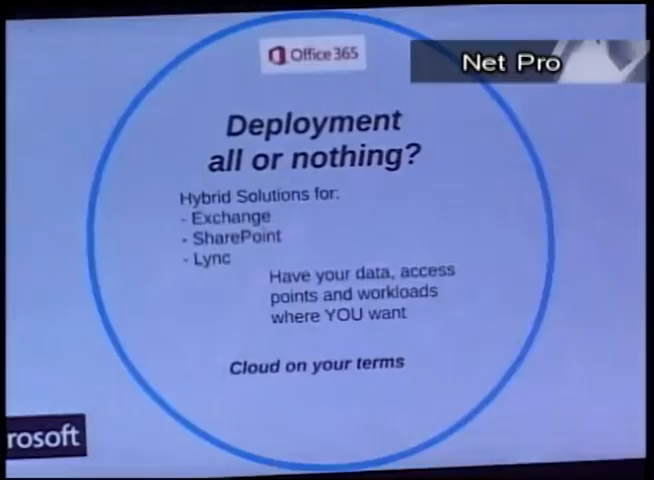 Office 365
Net Pro
Deployment
all or nothing?
Hybrid Solutions for:
- Exchange
- SharePoint
- Lync
Have your data, access
points and workloads
where YOU want
Cloud on your terms
rosoft